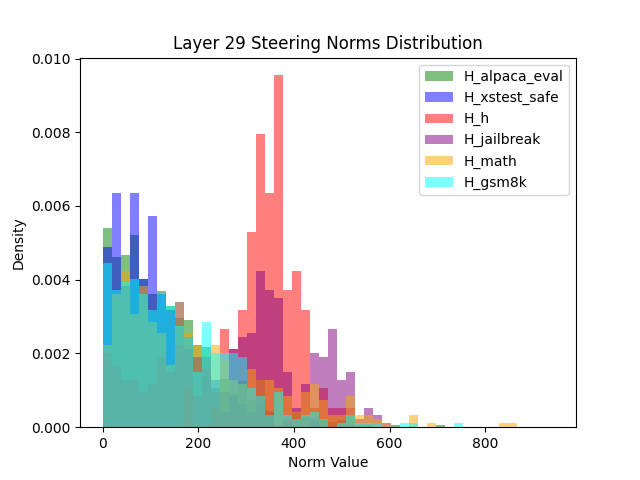 Layer 29 Steering Norms Distribution
H_alpaca_eval
H_xstest_safe
H_h
H_jailbreak
H_math
H_gsm8k
Density
0.010
0.008
0.006
0.004
0.002
0.000
0
200
400
600
800
Norm Value